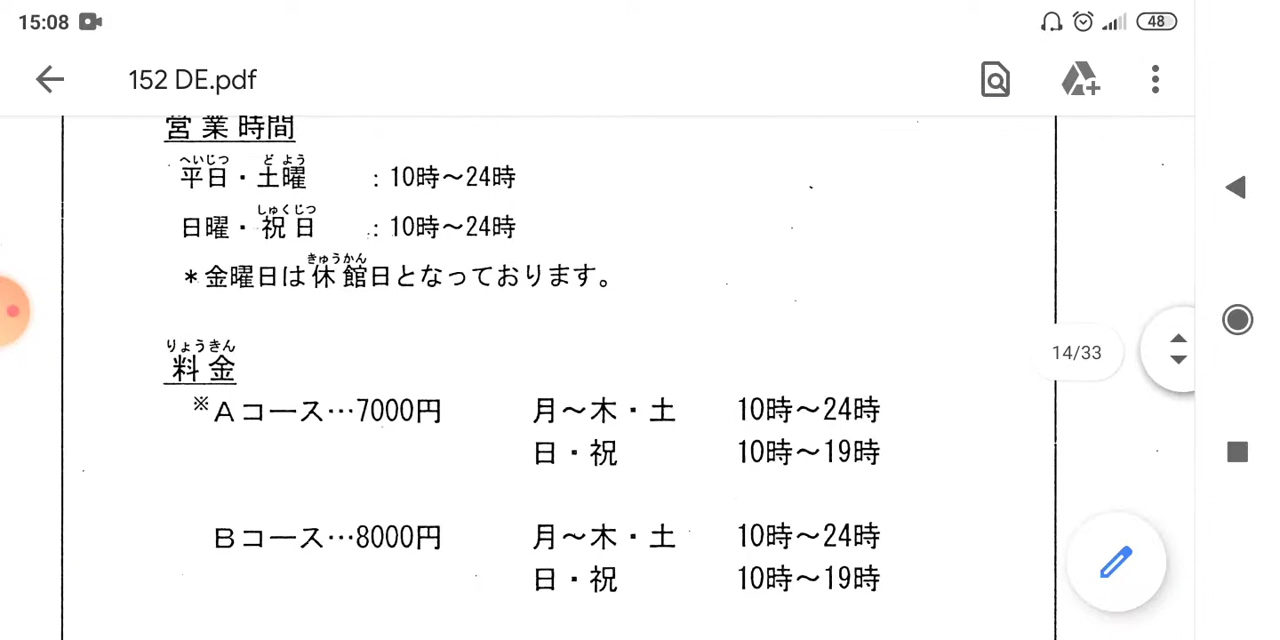 15:08
48
152 DE.pdf
営業時間
へいじつ どよう
平日・土曜 : 10時～24時
しゅくじつ
日曜・祝日 : 10時～24時
きゅうかん
＊金曜日は休館日となっております。
りょうきん
料金
※Aコース…7000円 月～木・土 10時～24時
日・祝 10時～19時
14/33
Bコース…8000円 月～木・土 10時～24時
日・祝 10時～19時